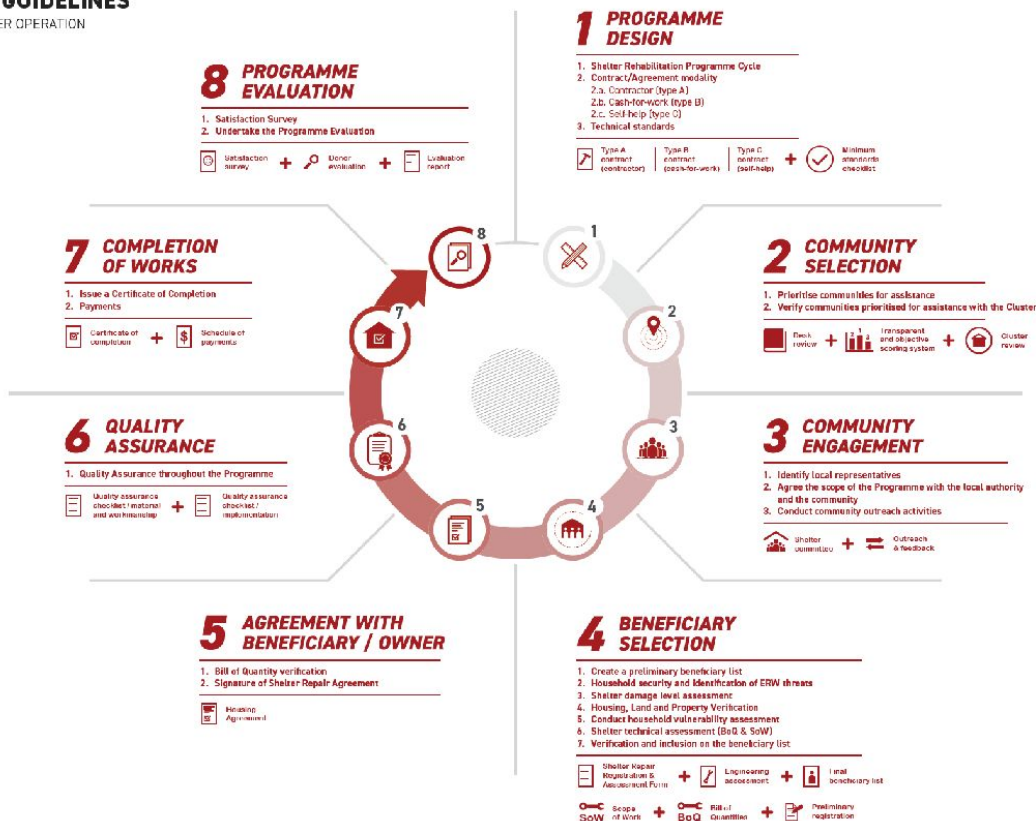 GUIDELINES
ER OPERATION
1 PROGRAMME
DESIGN
1. Shelter Rehabilitation Programme Cycle
2. Contract/Agreement modality
2.a. Contractor (type A)
2.b. Cash-for-work (type B)
2.c. Self-help (type C)
3. Technical standards
Type A
contract
(contractor)
Type B
contract
(cash-for-work)
Type C
contract
(self-help)
+
Minimum
standards
checklist
2 COMMUNITY
SELECTION
1. Prioritise communities for assistance
2. Verify communities prioritised for assistance with the Cluster
Desk
review
+
Transparent
and objective
scoring system
+
Cluster
review
3 COMMUNITY
ENGAGEMENT
1. Identify local representatives
2. Agree the scope of the Programme with the local authority
and the community
3. Conduct community outreach activities
Shelter
committee
+
Outreach
& feedback
4 BENEFICIARY
SELECTION
1. Create a preliminary beneficiary list
2. Household security and identification of ERW threats
3. Shelter damage level assessment
4. Housing, Land and Property Verification
5. Conduct household vulnerability assessment
6. Shelter technical assessment (BoQ & SoW)
7. Verification and inclusion on the beneficiary list
Shelter Repair
Registration &
Assessment Form
+
Engineering
assessment
+
Final
beneficiary list
SoW
Scope
of Work
+
BoQ
Bill of
Quantities
+
Preliminary
registration
5 AGREEMENT WITH
BENEFICIARY / OWNER
1. Bill of Quantity verification
2. Signature of Shelter Repair Agreement
Housing
Agreement
6 QUALITY
ASSURANCE
1. Quality Assurance throughout the Programme
Quality assurance
checklist / material
and workmanship
+
Quality assurance
checklist /
implementation
7 COMPLETION
OF WORKS
1. Issue a Certificate of Completion
2. Payments
Certificate of
completion
+
$
Schedule of
payments
8 PROGRAMME
EVALUATION
1. Satisfaction Survey
2. Undertake the Programme Evaluation
Satisfaction
survey
+
Donor
evaluation
+
Evaluation
report
1
2
3
4
5
6
7
8